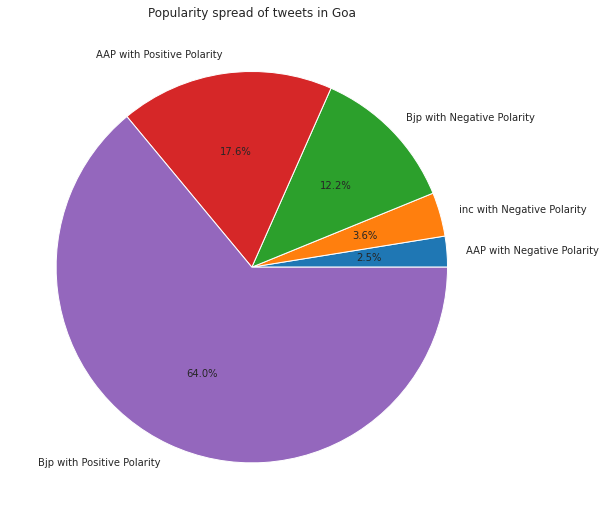 Popularity spread of tweets in Goa
AAP with Positive Polarity
Bjp with Negative Polarity
17.6%
12.2%
inc with Negative Polarity
3.6%
AAP with Negative Polarity
2.5%
64.0%
Bjp with Positive Polarity